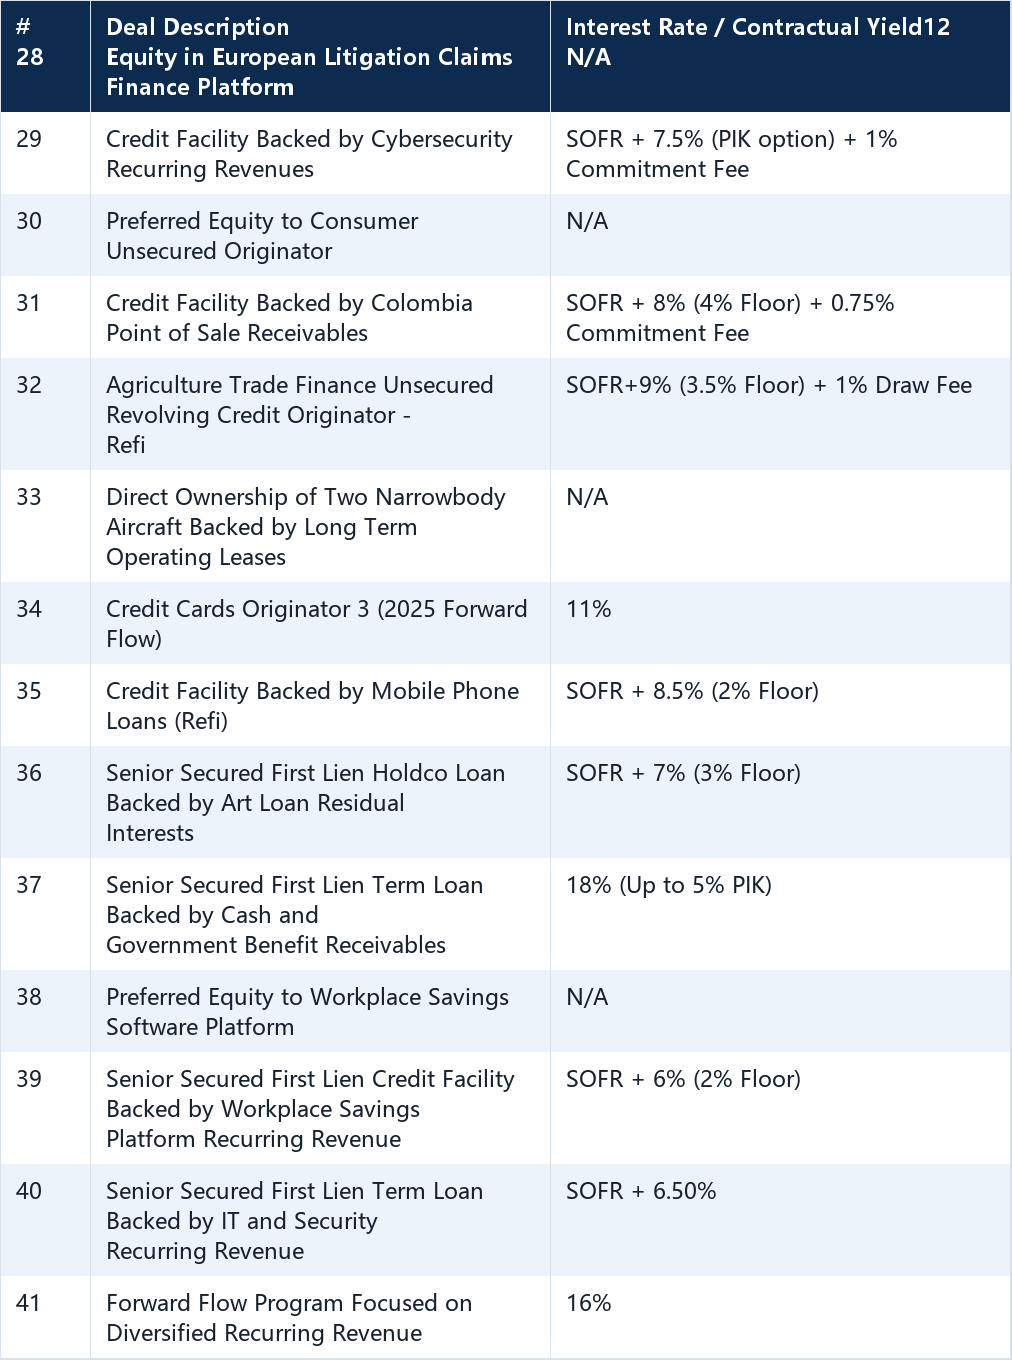 # Deal Description Interest Rate / Contractual Yield12
28 Equity in European Litigation Claims N/A
Finance Platform
29 Credit Facility Backed by Cybersecurity SOFR + 7.5% (PIK option) + 1%
Recurring Revenues Commitment Fee
30 Preferred Equity to Consumer N/A
Unsecured Originator
31 Credit Facility Backed by Colombia SOFR + 8% (4% Floor) + 0.75%
Point of Sale Receivables Commitment Fee
32 Agriculture Trade Finance Unsecured SOFR+9% (3.5% Floor) + 1% Draw Fee
Revolving Credit Originator -
Refi
33 Direct Ownership of Two Narrowbody N/A
Aircraft Backed by Long Term
Operating Leases
34 Credit Cards Originator 3 (2025 Forward 11%
Flow)
35 Credit Facility Backed by Mobile Phone SOFR + 8.5% (2% Floor)
Loans (Refi)
36 Senior Secured First Lien Holdco Loan SOFR + 7% (3% Floor)
Backed by Art Loan Residual
Interests
37 Senior Secured First Lien Term Loan 18% (Up to 5% PIK)
Backed by Cash and
Government Benefit Receivables
38 Preferred Equity to Workplace Savings N/A
Software Platform
39 Senior Secured First Lien Credit Facility SOFR + 6% (2% Floor)
Backed by Workplace Savings
Platform Recurring Revenue
40 Senior Secured First Lien Term Loan SOFR + 6.50%
Backed by IT and Security
Recurring Revenue
41 Forward Flow Program Focused on 16%
Diversified Recurring Revenue